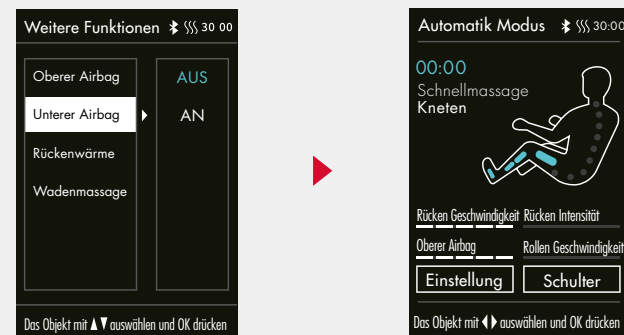 Weitere Funktionen 30 00
Oberer Airbag
Unterer Airbag
Rückenwärme
Wadenmassage
AUS
AN
Das Objekt mit ▲▼ auswählen und OK drücken
Automatik Modus 30:00
00:00
Schnellmassage
Kneten
Rücken Geschwindigkeit Rücken Intensität
Oberer Airbag Rollen Geschwindigkeit
Einstellung Schulter
Das Objekt mit ◀▶ auswählen und OK drücken